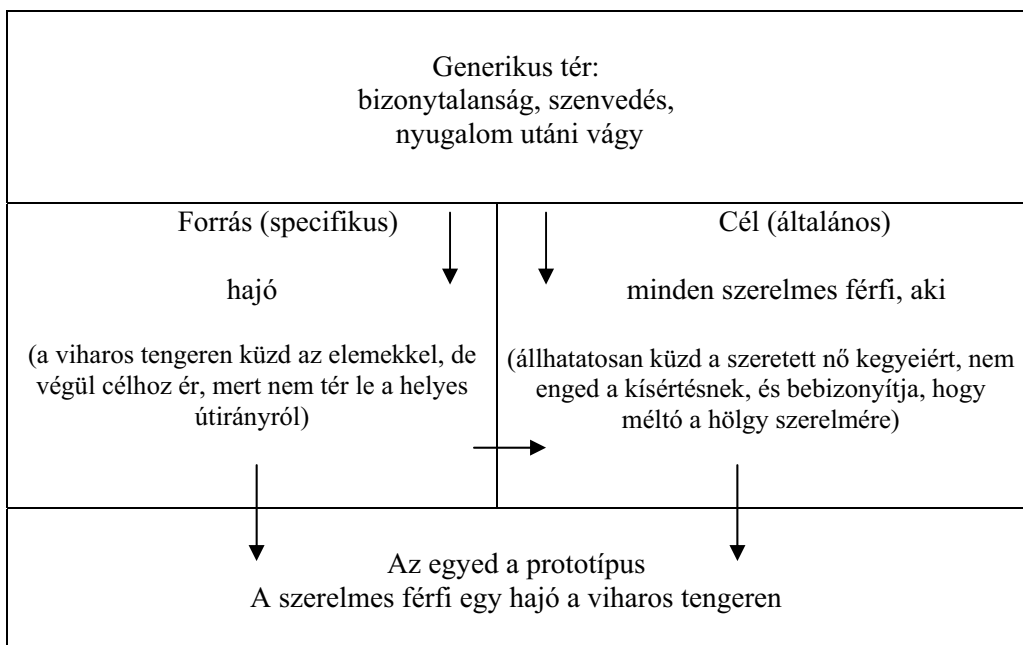 Generikus tér:
bizonytalanság, szenvedés,
nyugalom utáni vágy
Forrás (specifikus)
hajó
(a viharos tengeren küzd az elemekkel, de
végül célhoz ér, mert nem tér le a helyes
útirányról)
Cél (általános)
minden szerelmes férfi, aki
(állhatatosan küzd a szeretett nő kegyeiért, nem
enged a kísértésnek, és bebizonyítja, hogy
méltó a hölgy szerelmére)
Az egyed a prototípus
A szerelmes férfi egy hajó a viharos tengeren